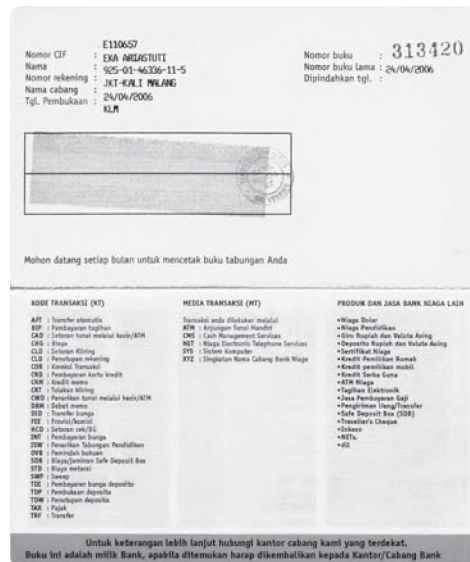 Nomor CIF : E110657
Nama : EKA ARIASTUTI
Nomor rekening : 925-01-46336-11-5
Nama cabang : JKT-KALI MALANG
Tgl. Pembukaan : 24/04/2006
KLM
Nomor buku : 313420
Nomor buku lama :
Dipindahkan tgl. : 24/04/2006
Mohon datang setiap bulan untuk mencetak buku tabungan Anda
KODE TRANSAKSI (KT)
AFT : Transfer otomatis
BIP : Pembayaran tagihan
CAD : Setoran tunai melalui kasir/ATM
CHG : Biaya
CLD : Setoran Kliring
CLO : Penutupan rekening
COR : Koreksi Transaksi
CRD : Pembayaran kartu kredit
CRM : Kredit memo
CRT : Tolakan Kliring
CWD : Penarikan tunai melalui kasir/ATM
DBM : Debet memo
DID : Transfer bunga
FEE : Provisi/komisi
HCD : Setoran cek/BG
INT : Pembayaran bunga
IDW : Penarikan Tabungan Pendidikan
OVB : Pemindah bukuan
SDB : Biaya/Jaminan Safe Deposit Box
STD : Biaya meterai
SWP : Sweep
TDI : Pembayaran bunga deposito
TDP : Pembukaan deposito
TDW : Penutupan deposito
TAX : Pajak
TRF : Transfer
MEDIA TRANSAKSI (MT)
Transaksi anda dilakukan melalui
ATM : Anjungan Tunai Mandiri
CMS : Cash Management Services
NET : Niaga Electronic Telephone Services
SYS : Sistem Komputer
XYZ : Singkatan Nama Cabang Bank Niaga
PRODUK DAN JASA BANK NIAGA LAIN
•Niaga Dolar
•Niaga Pendidikan
•Giro Rupiah dan Valuta Asing
•Deposito Rupiah dan Valuta Asing
•Sertifikat Niaga
•Kredit Pemilikan Rumah
•Kredit pemilikan mobil
•Kredit Serba Guna
•ATM Niaga
•Tagihan Elektronik
•Jasa Pembayaran Gaji
•Pengiriman Uang/Transfer
•Safe Deposit Box (SDB)
•Traveller's Cheque
•Inkaso
•NETs.
•dll
Untuk keterangan lebih lanjut hubungi kantor cabang kami yang terdekat.
Buku ini adalah milik Bank, apabila ditemukan harap dikembalikan kepada Kantor/Cabang Bank